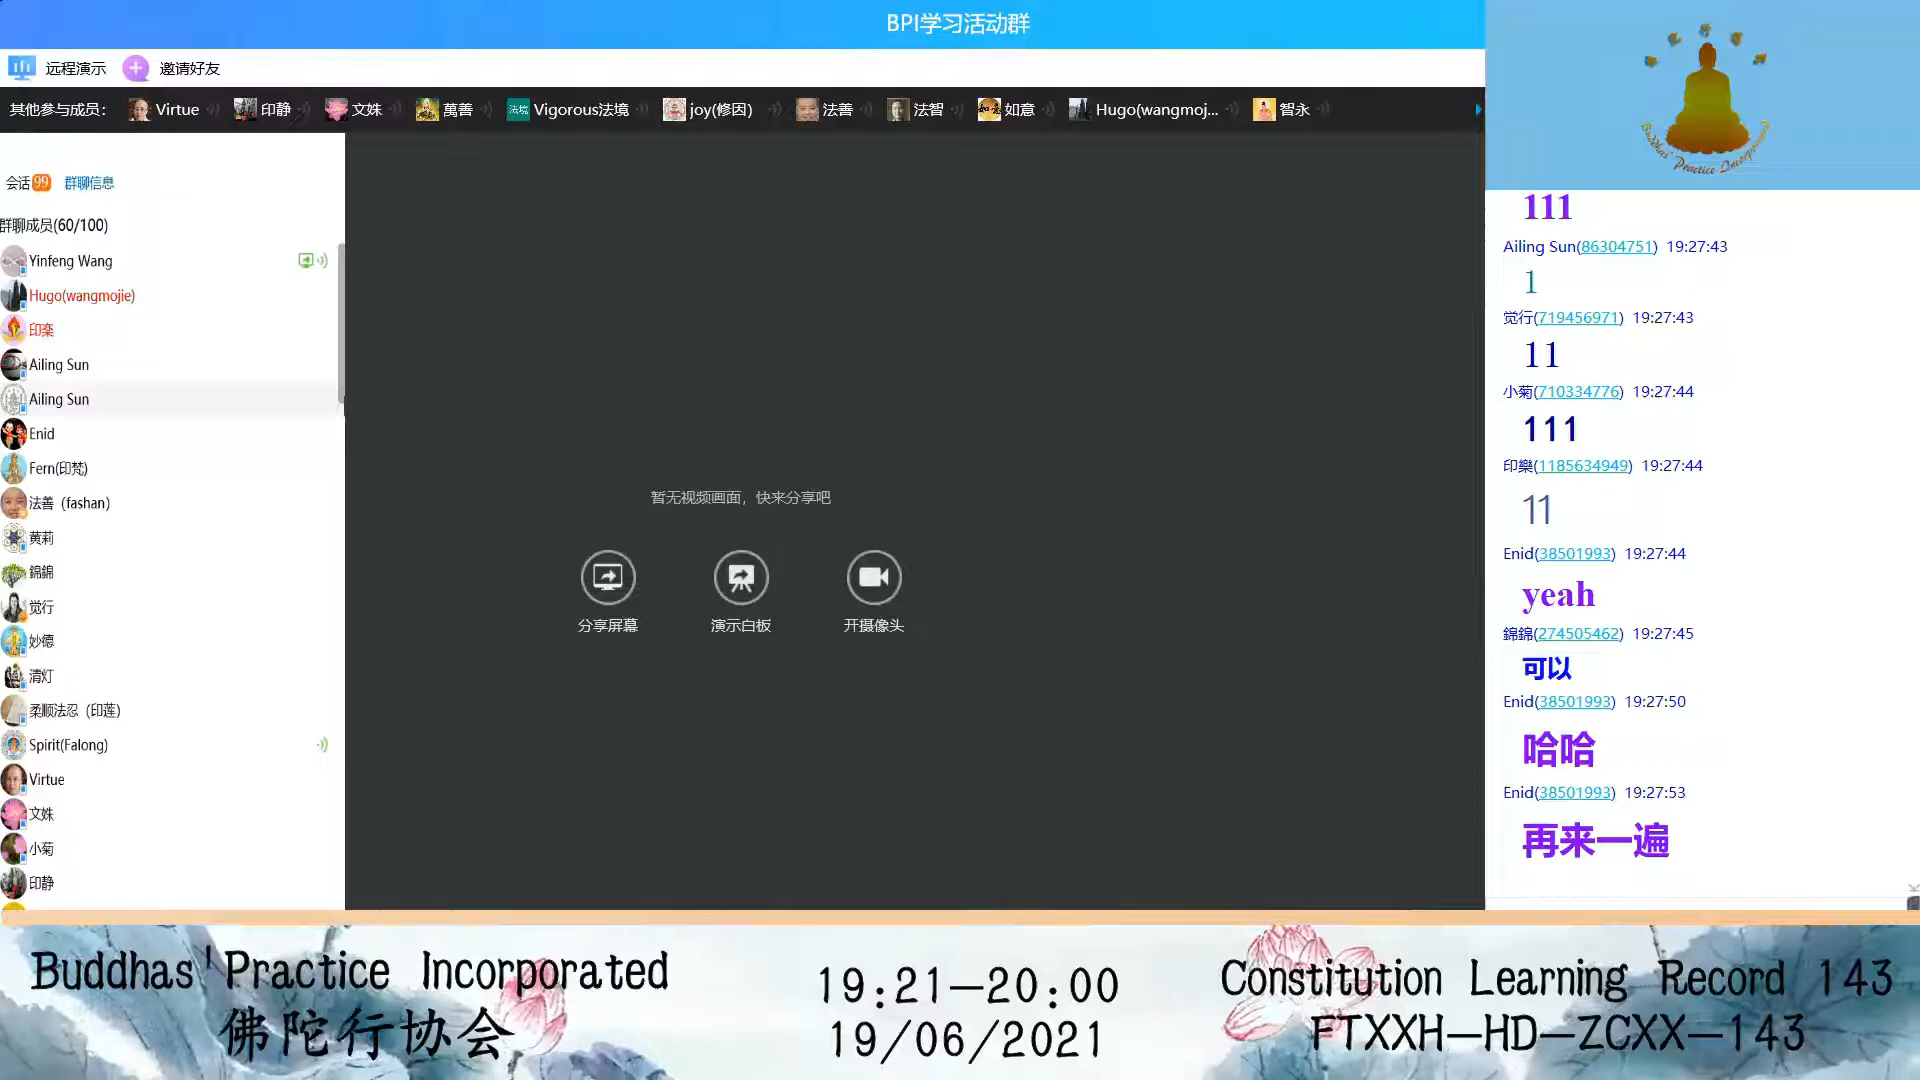 BPI学习活动群
远程演示 邀请好友
其他参与成员： Virtue 印静 文姝 萬善 法境 Vigorous法境 joy(修因) 法善 法智 如意 Hugo(wangmoj... 智永
会话 99 群聊信息
群聊成员(60/100)
Yinfeng Wang
Hugo(wangmojie)
印楽
Ailing Sun
Ailing Sun
Enid
Fern(印梵)
法善（fashan）
黄莉
錦錦
觉行
妙德
清灯
柔顺法忍（印莲）
Spirit(Falong)
Virtue
文姝
小菊
印静
暂无视频画面，快来分享吧
分享屏幕 演示白板 开摄像头
Buddhas' Practice Incorporated
111
Ailing Sun(86304751) 19:27:43
1
觉行(719456971) 19:27:43
11
小菊(710334776) 19:27:44
111
印樂(1185634949) 19:27:44
11
Enid(38501993) 19:27:44
yeah
錦錦(274505462) 19:27:45
可以
Enid(38501993) 19:27:50
哈哈
Enid(38501993) 19:27:53
再来一遍
Buddhas' Practice Incorporated
佛陀行协会
19:21—20:00
19/06/2021
Constitution Learning Record 143
FTXXH—HD—ZCXX—143